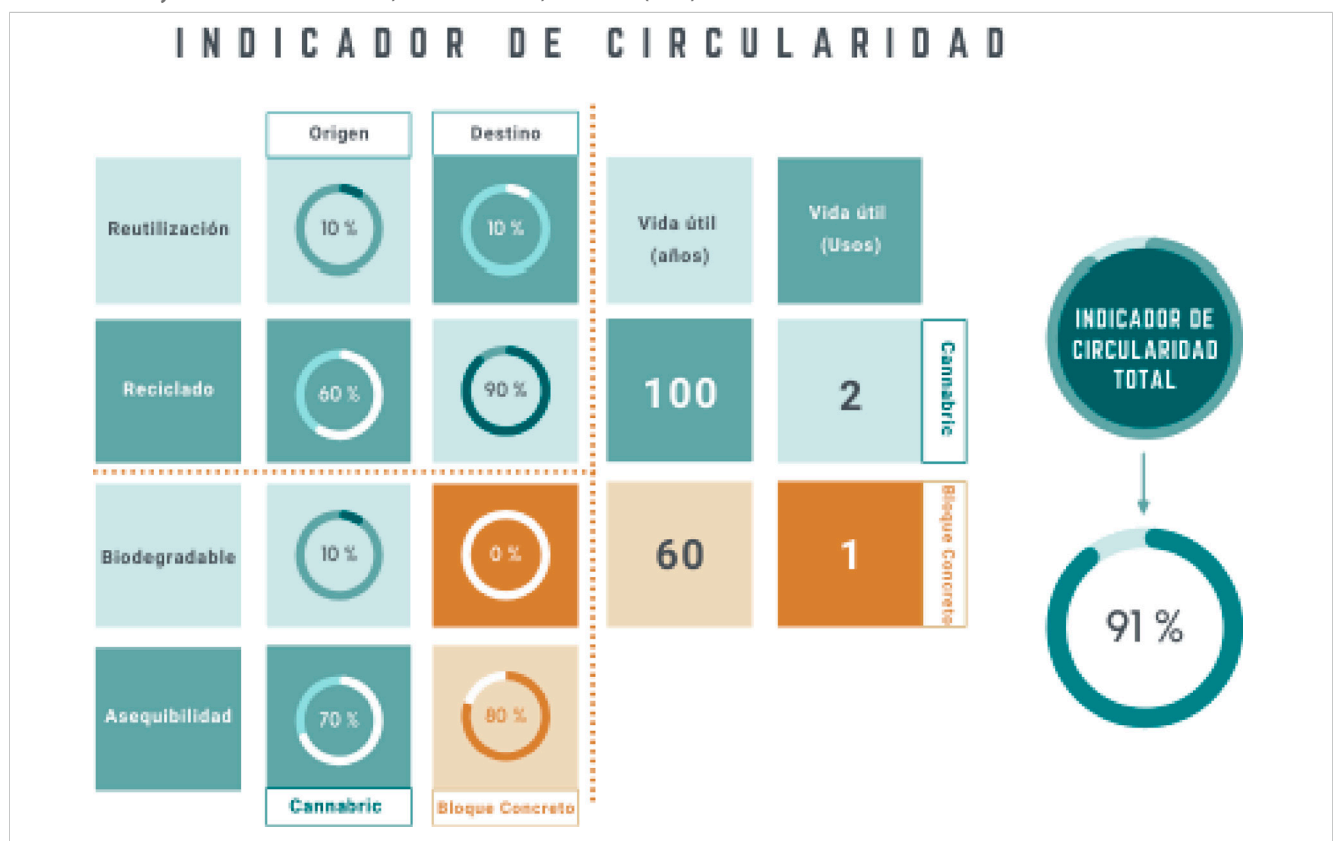 INDICADOR DE CIRCULARIDAD
Origen
Destino
Reutilización
10 %
10 %
Vida útil
(años)
Vida útil
(Usos)
Reciclado
60 %
90 %
100
2
Cannabric
Biodegradable
10 %
0 %
60
1
Bloque Concreto
Asequibilidad
70 %
80 %
Cannabric
Bloque Concreto
INDICADOR DE
CIRCULARIDAD
TOTAL
91 %